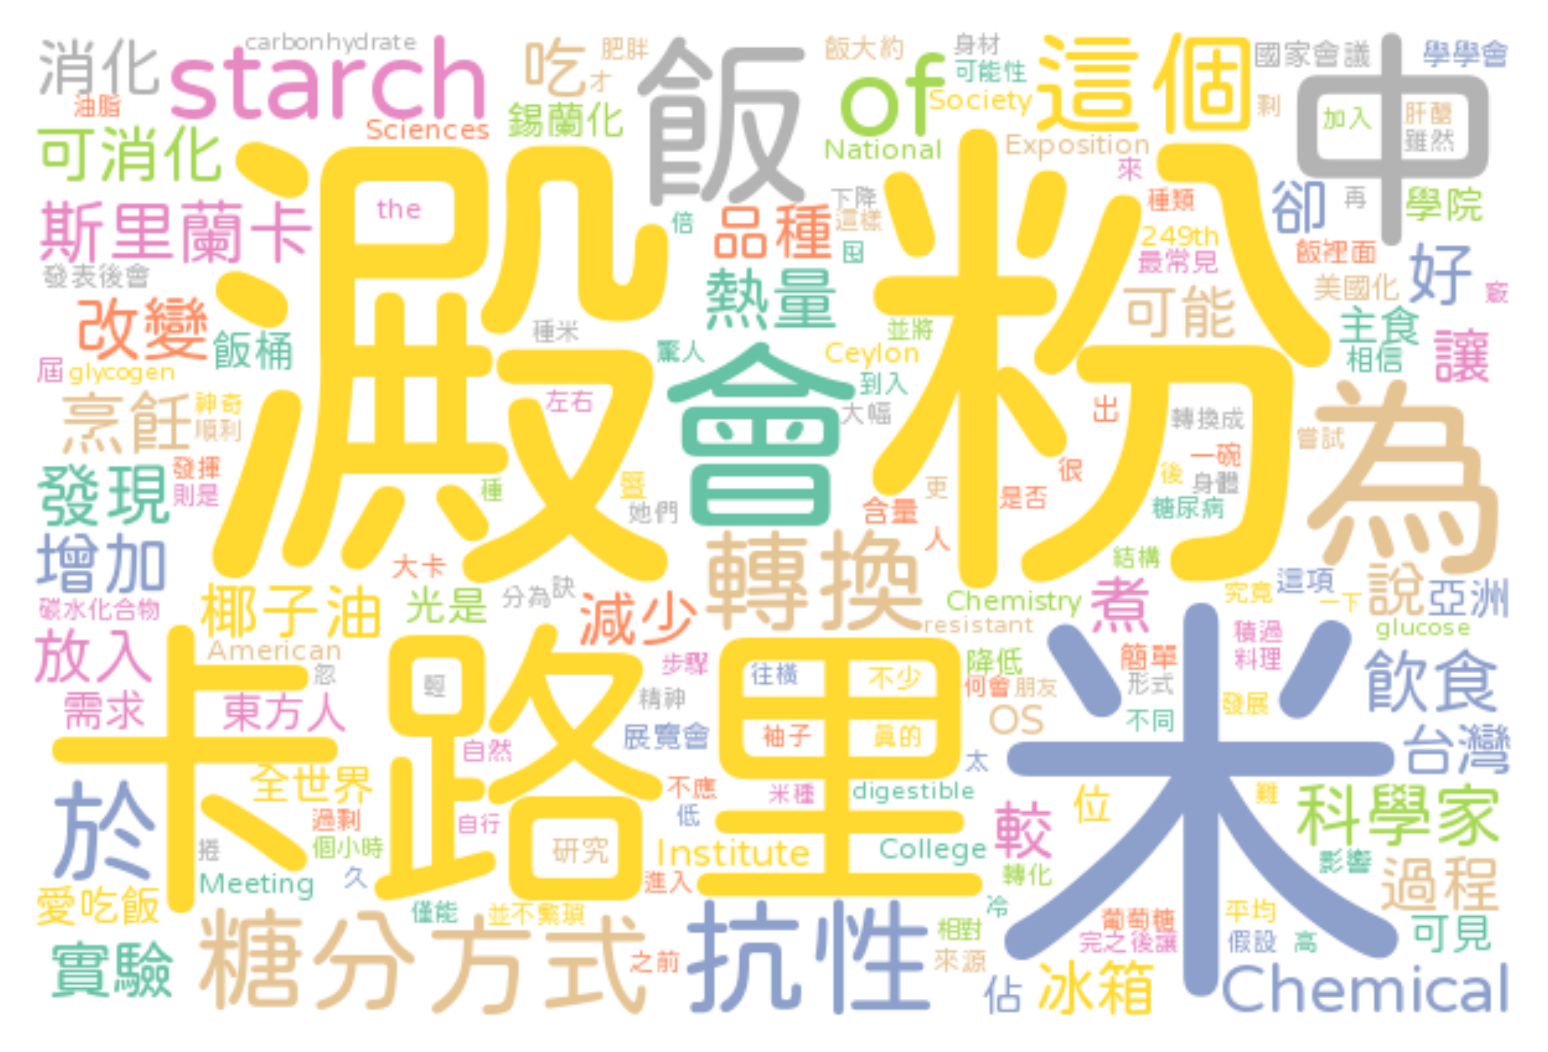 消化
carbonhydrate
starch
油脂
Sciences
吃
肥胖
才
錫蘭化
飯
飯大約
身材
可能性
of
Society
National
這個
Exposition
國家會議
學學會
剩
中
加入
肝醣
雖然
可消化
斯里蘭卡
發表後會
the
澱粉
倍
下降
品種
這樣
囤
來
種類
249th
最常見
卻
再
學院
飯裡面
好
美國化
竅
改變
飯桶
種米
熱量
並將
可能
主食
相信
讓
屆
glycogen
驚人
Ceylon
到入
大幅
會
烹飪
神奇
順利
左右
出
轉換成
嘗試
為
發現
發揮
則是
種
暨
她們
含量
更
人
很
是否
後
一碗
身體
糖尿病
增加
大卡
分為
訣
轉換
結構
煮
究竟
這項
一下
說
亞洲
碳水化合物
椰子油
光是
減少
Chemistry
resistant
glucose
放入
American
忽
卡路里
輕
步驟
精神
往橫
不少
降低
何會
朋友
簡單
形式
積過
料理
米
飲食
需求
東方人
自然
展覽會
袖子
真的
OS
太
不同
發展
台灣
全世界
於
過剩
個小時
自行
不應
低
米種
digestible
較
位
難
科學家
捲
Meeting
久
研究
Institute
College
轉化
影響
過程
愛吃飯
僅能
並不繁瑣
進入
冷
葡萄糖
完之後讓
平均
假設
高
可見
實驗
糖分
方式
之前
抗性
相對
來源
佔
冰箱
Chemical